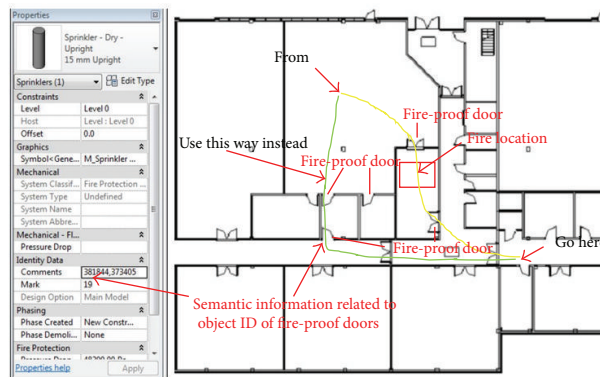 Properties
Sprinkler - Dry -
Upright
15 mm Upright
Sprinklers (1)
Edit Type
Constraints
Level Level 0
Host Level : Level 0
Offset 0.0
Graphics
Symbol<Gene... M_Sprinkler ...
Mechanical
System Classif... Fire Protection ...
System Type Undefined
System Name
System Abbre...
Mechanical - Fl...
Pressure Drop
Identity Data
Comments 381844,373405
Mark 19
Design Option Main Model
Phasing
Phase Created New Constr...
Phase Demoli... None
Fire Protection
Properties help
Apply
From
Fire-proof door
Use this way instead
Fire location
Fire-proof door
Fire-proof door
Go here
Semantic information related to
object ID of fire-proof doors